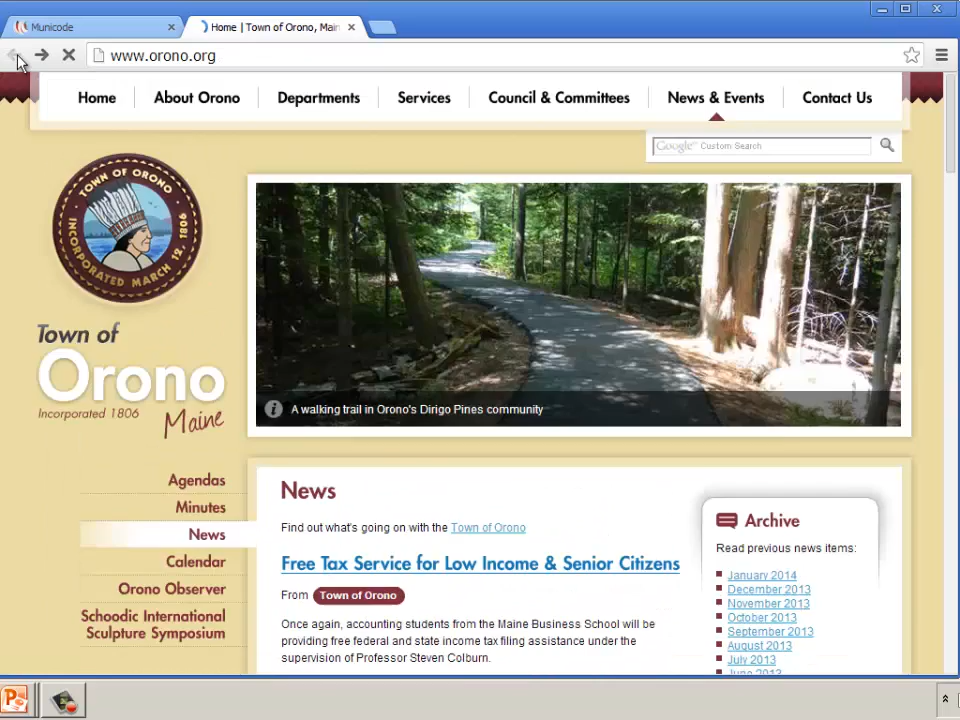 Municode
Home | Town of Orono, Main
www.orono.org
Home
About Orono
Departments
Services
Council & Committees
News & Events
Contact Us
Google™ Custom Search
TOWN OF ORONO
INCORPORATED MARCH 12, 1806
Town of
Orono
Incorporated 1806
Maine
A walking trail in Orono's Dirigo Pines community
Agendas
Minutes
News
Calendar
Orono Observer
Schoodic International
Sculpture Symposium
News
Find out what's going on with the Town of Orono
Free Tax Service for Low Income & Senior Citizens
From Town of Orono
Once again, accounting students from the Maine Business School will be
providing free federal and state income tax filing assistance under the
supervision of Professor Steven Colburn.
Archive
Read previous news items:
January 2014
December 2013
November 2013
October 2013
September 2013
August 2013
July 2013
June 2013